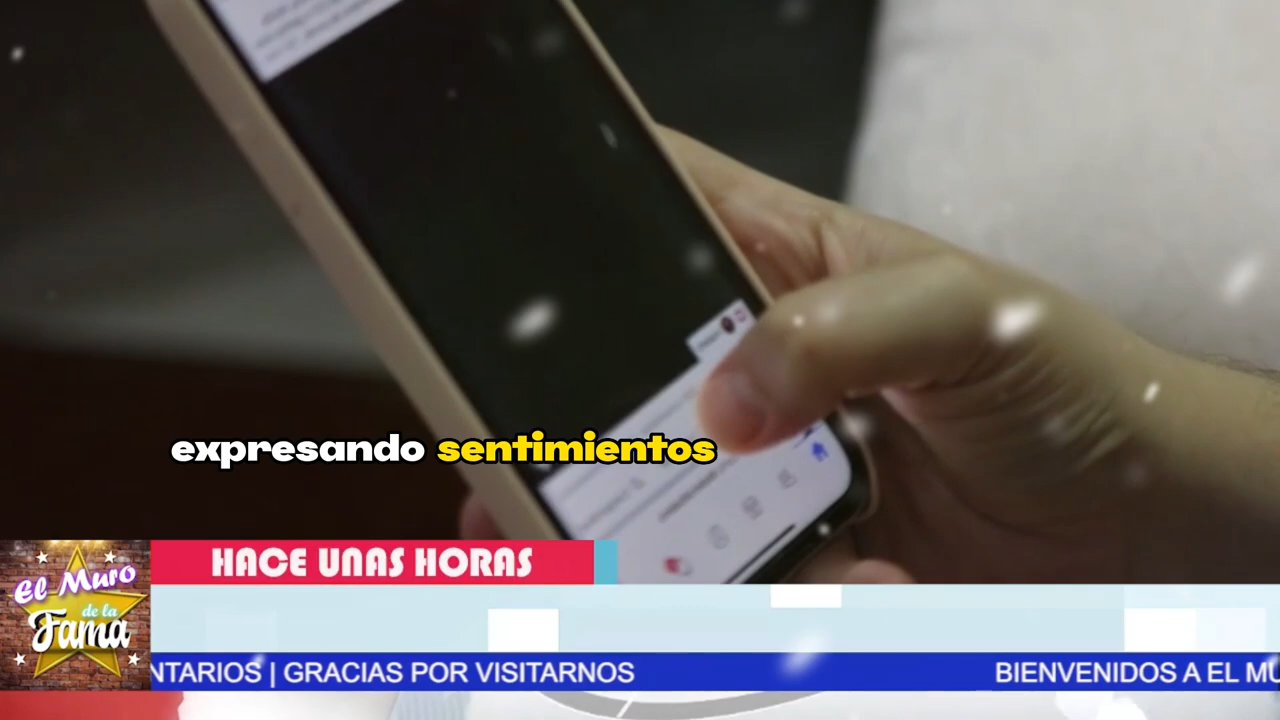 expresando sentimientos
HACE UNAS HORAS
El Muro
de la
Fama
NTARIOS | GRACIAS POR VISITARNOS
BIENVENIDOS A EL MU